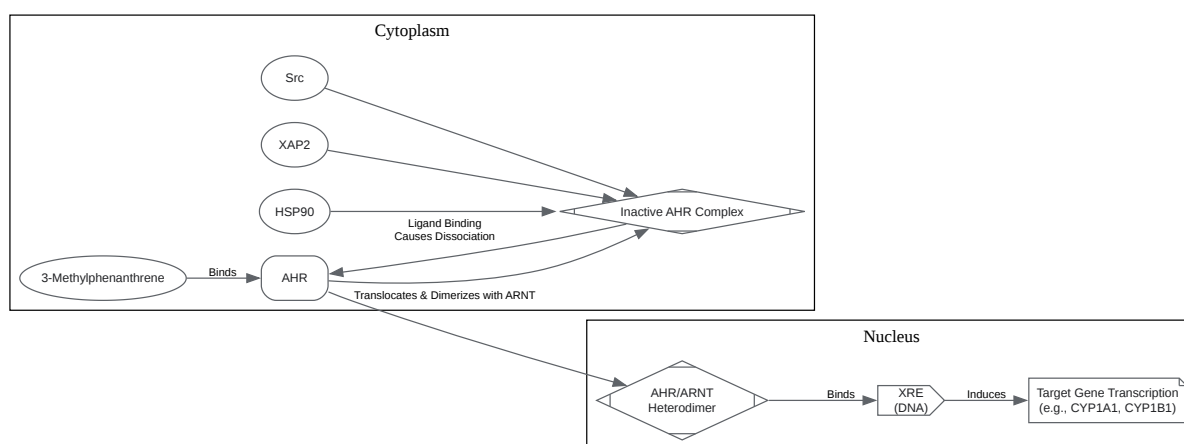 Cytoplasm
Src
XAP2
HSP90
Inactive AHR Complex
Ligand Binding
Causes Dissociation
3-Methylphenanthrene
Binds
AHR
Translocates & Dimerizes with ARNT
Nucleus
AHR/ARNT
Heterodimer
Binds
XRE
(DNA)
Induces
Target Gene Transcription
(e.g., CYP1A1, CYP1B1)